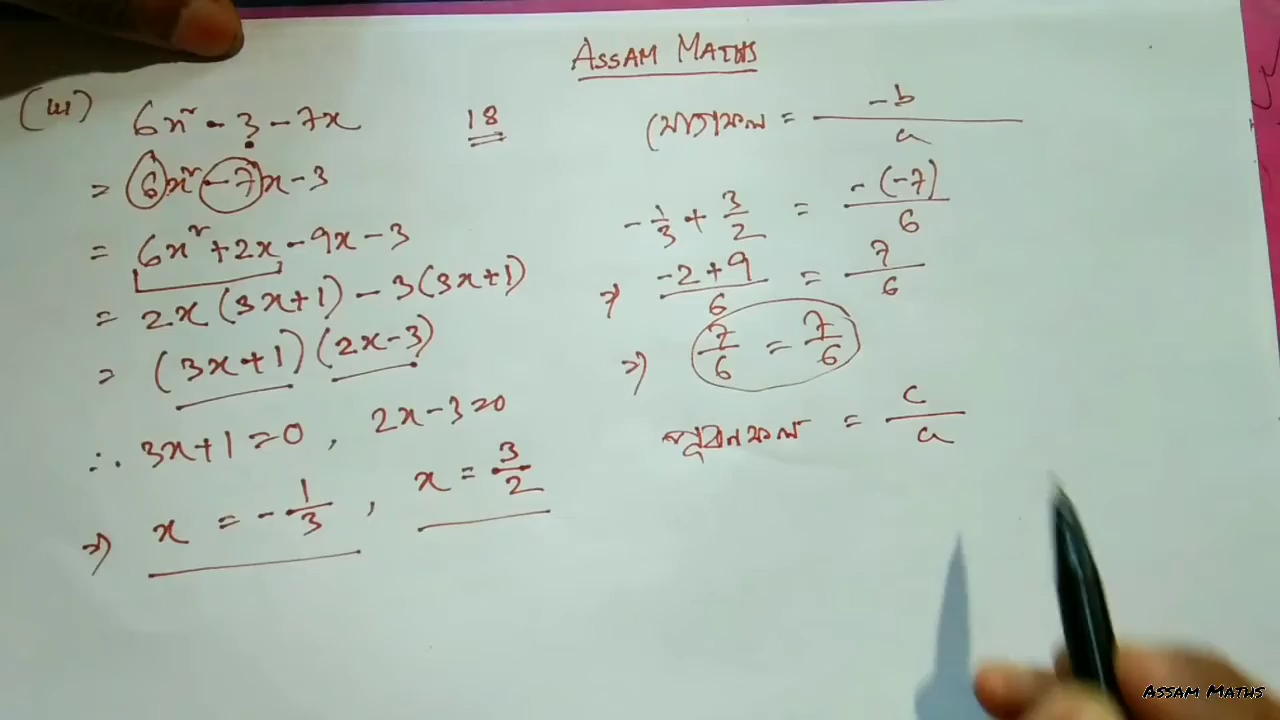 ASSAM MATHS
(iii) 6x² - 3 - 7x 18
= 6x² - 7x - 3
= 6x² + 2x - 9x - 3
= 2x (3x+1) - 3(3x+1)
= (3x+1) (2x-3)
∴ 3x+1=0, 2x-3=0
⇒ x = -1/3, x = 3/2
যোগফল = -b/a
-1/3 + 3/2 = -(-7)/6
⇒ (-2+9)/6 = 7/6
⇒ 7/6 = 7/6
পূৰণফল = c/a
ASSAM MATHS